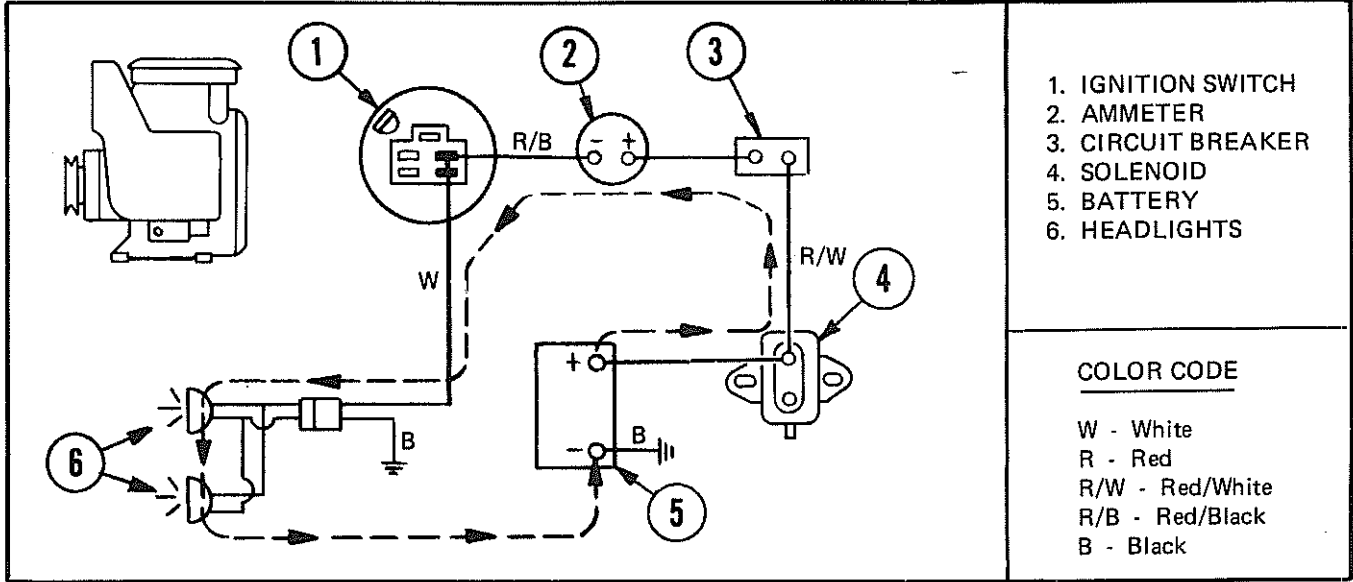 1
2
3
R/B
- +
W
R/W
4
+
-
B
B
6
5
1. IGNITION SWITCH
2. AMMETER
3. CIRCUIT BREAKER
4. SOLENOID
5. BATTERY
6. HEADLIGHTS
COLOR CODE
W - White
R - Red
R/W - Red/White
R/B - Red/Black
B - Black